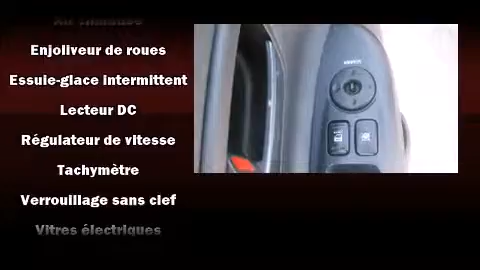 Enjoliveur de roues
Essuie-glace intermittent
Lecteur DC
Régulateur de vitesse
Tachymètre
Verrouillage sans clef
Vitres électriques